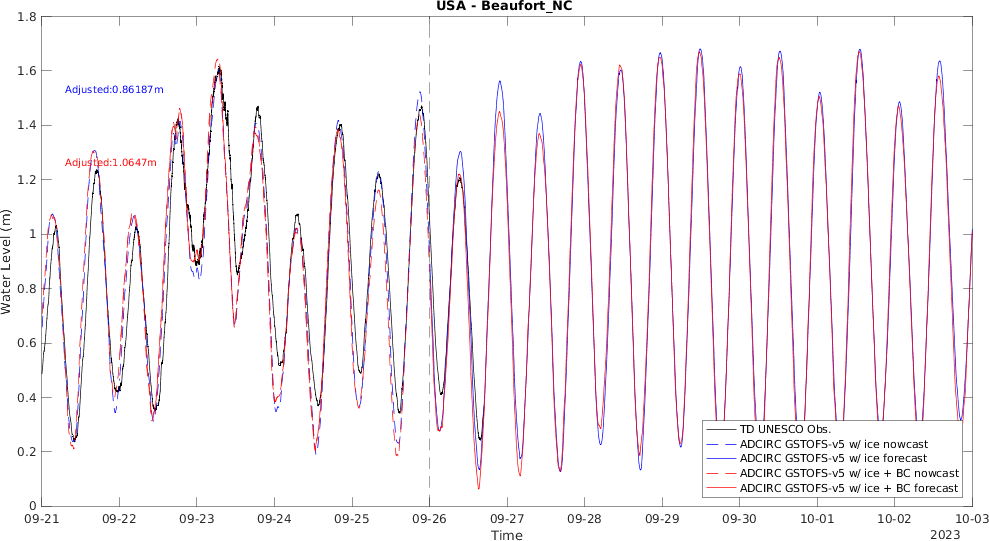 USA - Beaufort_NC
1.8
1.6
1.4
1.2
1
0.8
0.6
0.4
0.2
0
Water Level (m)
Adjusted:0.86187m
Adjusted:1.0647m
TD UNESCO Obs.
ADCIRC GSTOFS-v5 w/ ice nowcast
ADCIRC GSTOFS-v5 w/ ice forecast
ADCIRC GSTOFS-v5 w/ ice + BC nowcast
ADCIRC GSTOFS-v5 w/ ice + BC forecast
09-21 09-22 09-23 09-24 09-25 09-26 09-27 09-28 09-29 09-30 10-01 10-02 10-03
Time
2023